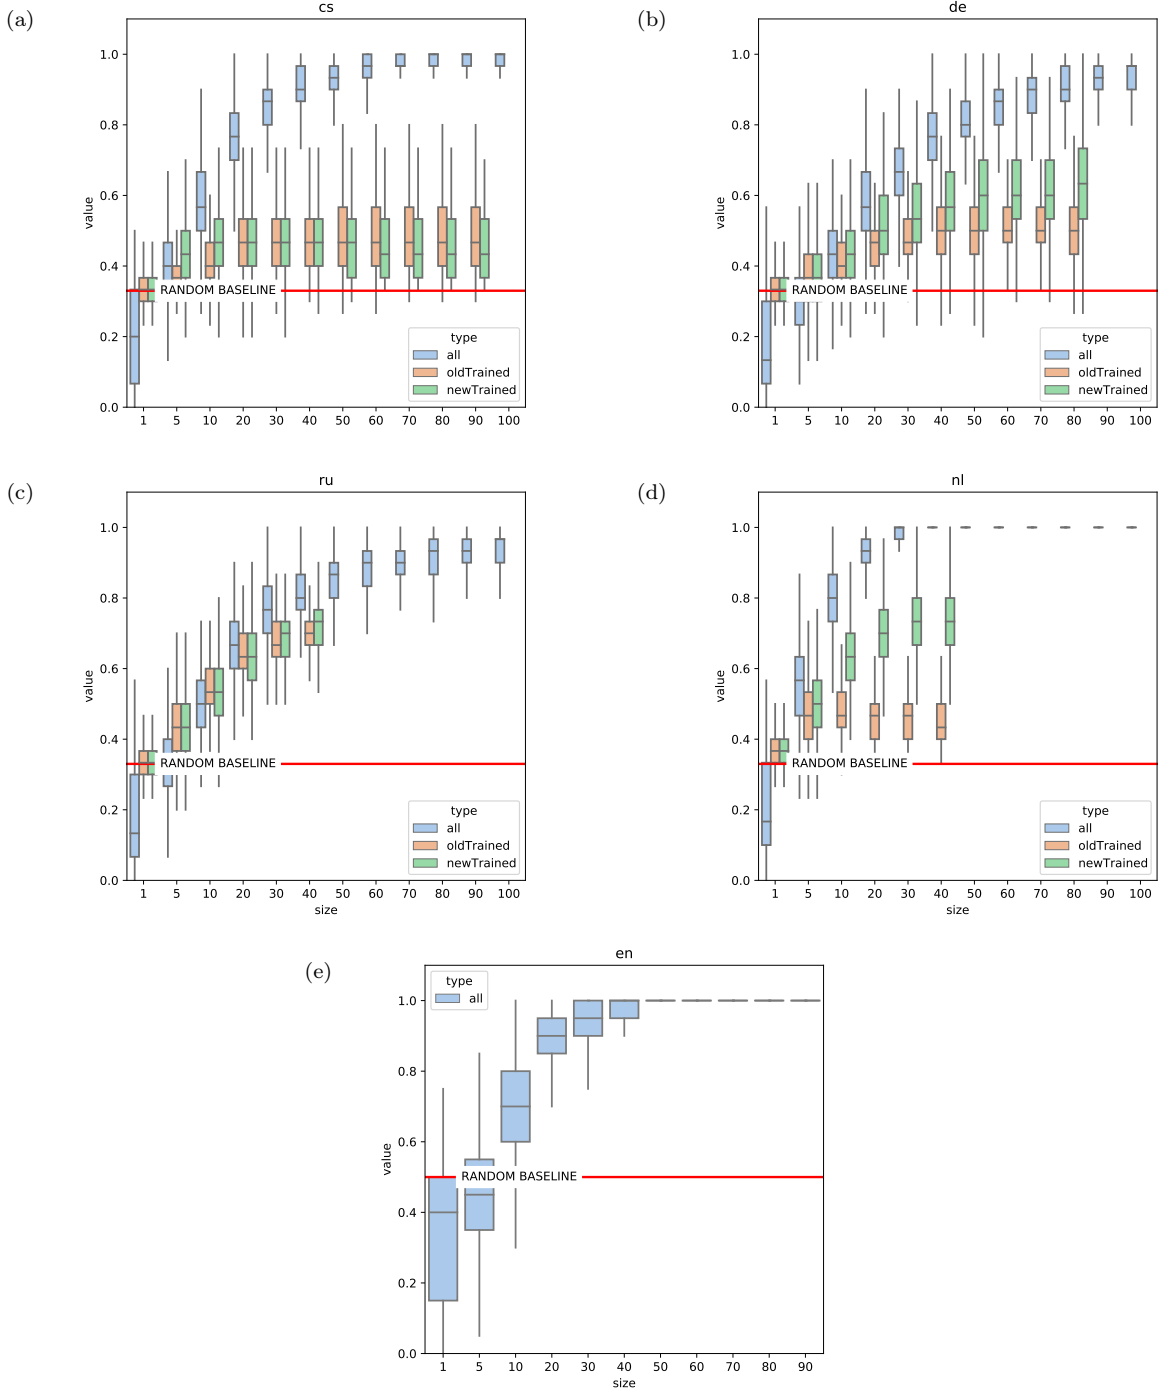 (a)
cs
value
1.0
0.8
0.6
0.4
0.2
0.0
RANDOM BASELINE
type
all
oldTrained
newTrained
1 5 10 20 30 40 50 60 70 80 90 100
(b)
de
value
1.0
0.8
0.6
0.4
0.2
0.0
RANDOM BASELINE
type
all
oldTrained
newTrained
1 5 10 20 30 40 50 60 70 80 90 100
(c)
ru
value
1.0
0.8
0.6
0.4
0.2
0.0
RANDOM BASELINE
type
all
oldTrained
newTrained
1 5 10 20 30 40 50 60 70 80 90 100
size
(d)
nl
value
1.0
0.8
0.6
0.4
0.2
0.0
RANDOM BASELINE
type
all
oldTrained
newTrained
1 5 10 20 30 40 50 60 70 80 90 100
size
(e)
en
type
all
value
1.0
0.8
0.6
0.4
0.2
0.0
RANDOM BASELINE
1 5 10 20 30 40 50 60 70 80 90
size